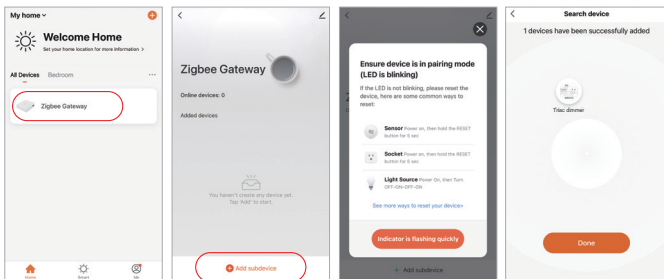 My home
Welcome Home
Set your home location for more information >
All Devices Bedroom ...
Zigbee Gateway
Home Smart Me
Zigbee Gateway
Online devices: 0
Added devices
You haven't create any device yet.
Tap 'Add' to start.
Add subdevice
Ensure device is in pairing mode
(LED is blinking)
If the LED is not blinking, please reset the
device, here are some common ways to
reset:
Sensor Power on, then hold the RESET
button for 5 sec
Socket Power on, then hold the RESET
button for 5 sec
Light Source Power On, then Turn
OFF-ON-OFF-ON
See more ways to reset your device>
Indicator is flashing quickly
+ Add subdevice
Search device
1 devices have been successfully added
Triac dimmer
Done